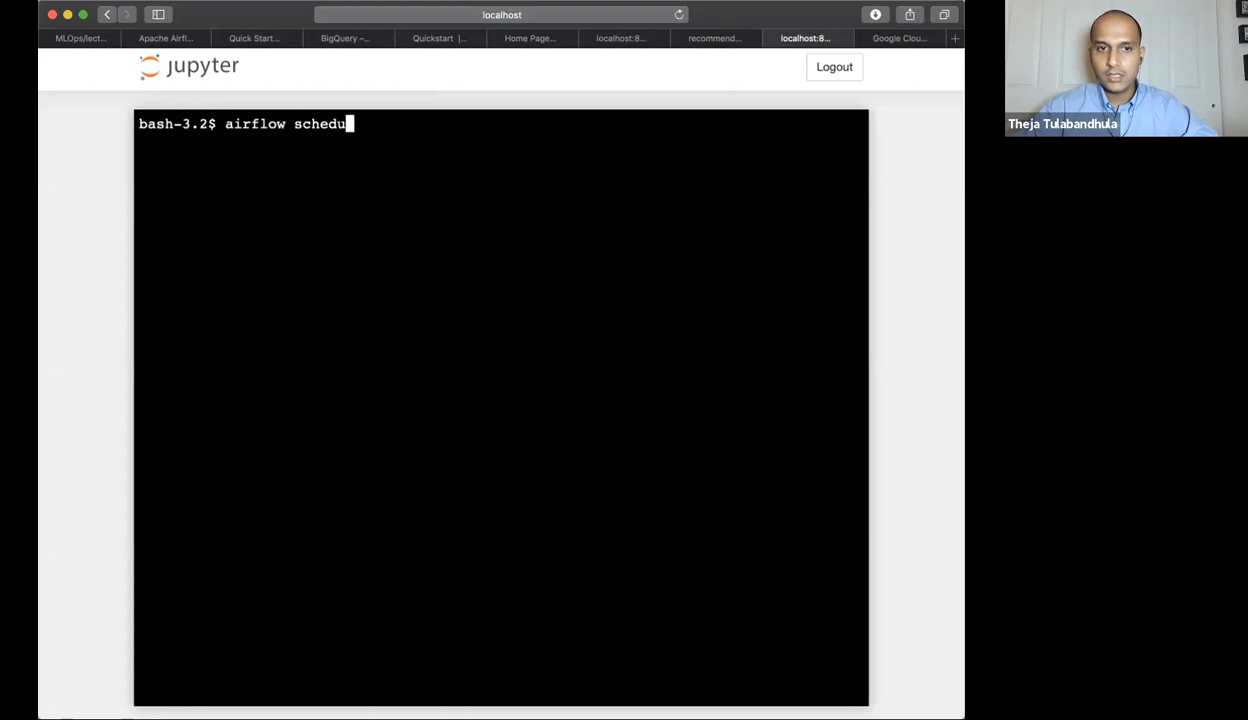 localhost
MLOps/lect...
Apache Airfl...
Quick Start...
BigQuery –...
Quickstart |...
Home Page...
localhost:8...
recommend...
localhost:8...
Google Clou...
jupyter
Logout
bash-3.2$ airflow schedu
Theja Tulabandhula